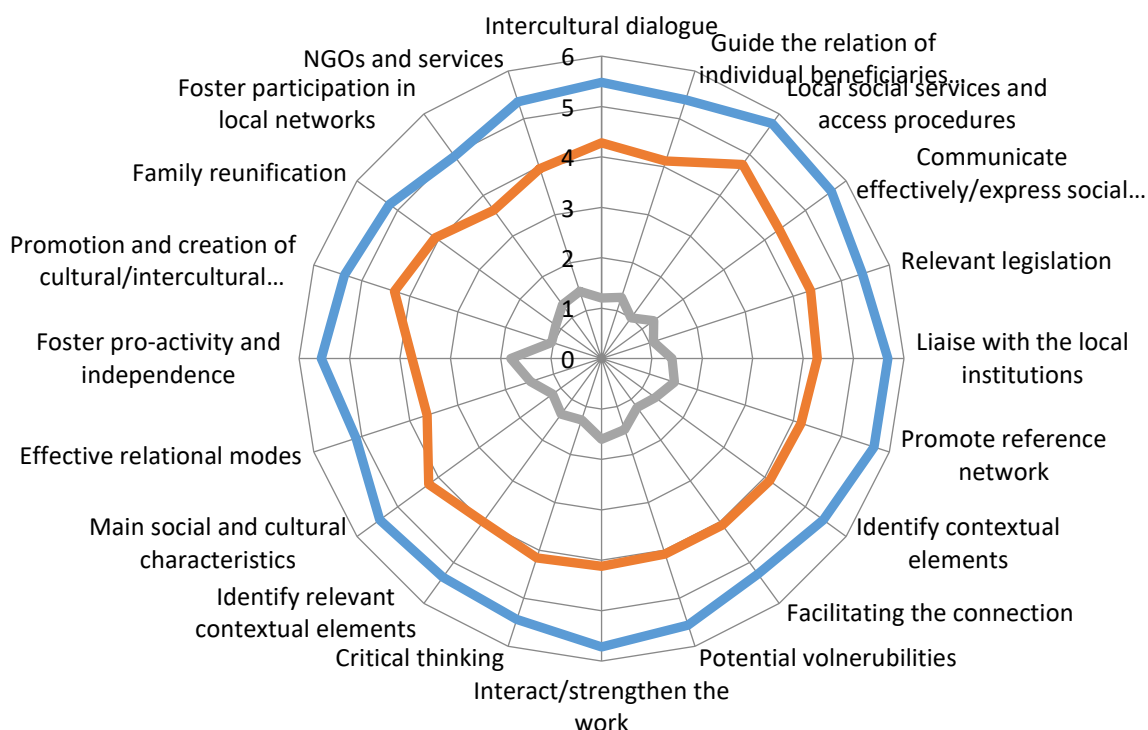 Intercultural dialogue
Guide the relation of
individual beneficiaries...
Local social services and
access procedures
Communicate
effectively/express social...
Relevant legislation
Liaise with the local
institutions
Promote reference
network
Identify contextual
elements
Facilitating the connection
Potential volnerubilities
Interact/strengthen the
work
Critical thinking
Identify relevant
contextual elements
Main social and cultural
characteristics
Effective relational modes
Foster pro-activity and
independence
Promotion and creation of
cultural/intercultural...
Family reunification
Foster participation in
local networks
NGOs and services
6
5
4
3
2
1
0